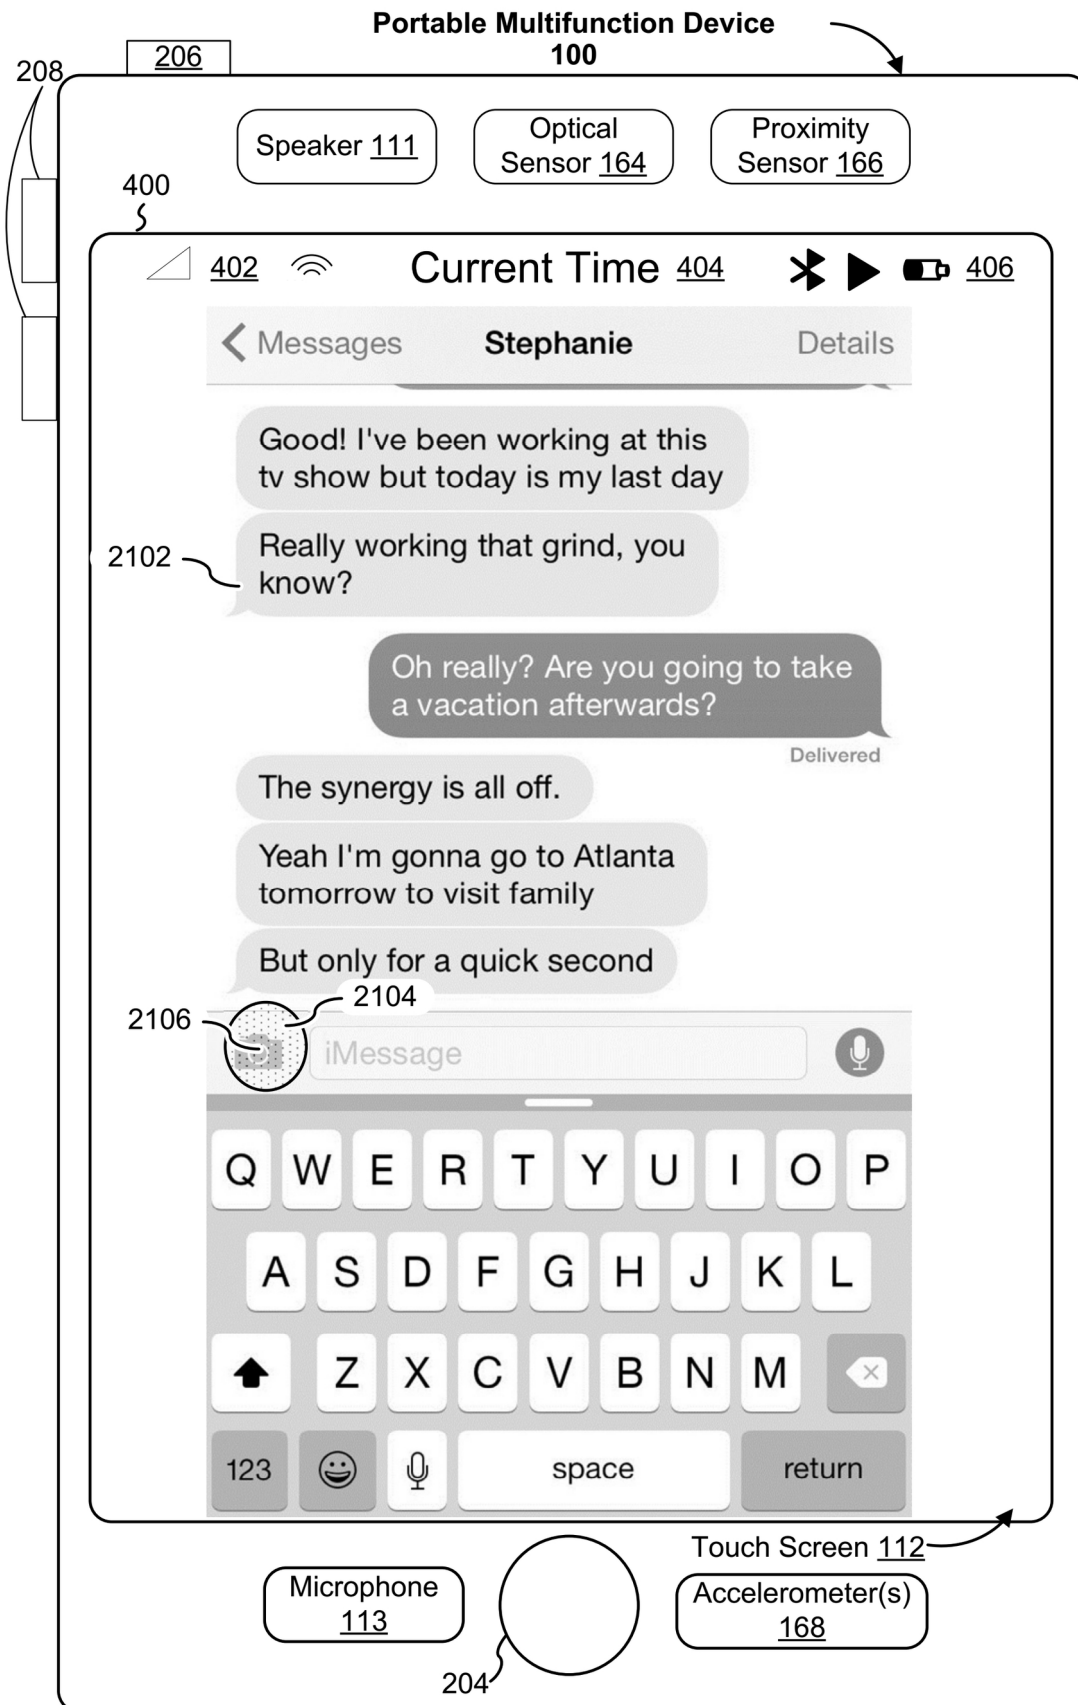 Portable Multifunction Device
100
206
208
Speaker 111
Optical
Sensor 164
Proximity
Sensor 166
400
402
Current Time 404
406
Messages
Stephanie
Details
Good! I've been working at this
tv show but today is my last day
Really working that grind, you
know?
2102
Oh really? Are you going to take
a vacation afterwards?
Delivered
The synergy is all off.
Yeah I'm gonna go to Atlanta
tomorrow to visit family
But only for a quick second
2104
2106
iMessage
Q W E R T Y U I O P
A S D F G H J K L
Z X C V B N M
123
space
return
Touch Screen 112
Microphone
113
Accelerometer(s)
168
204